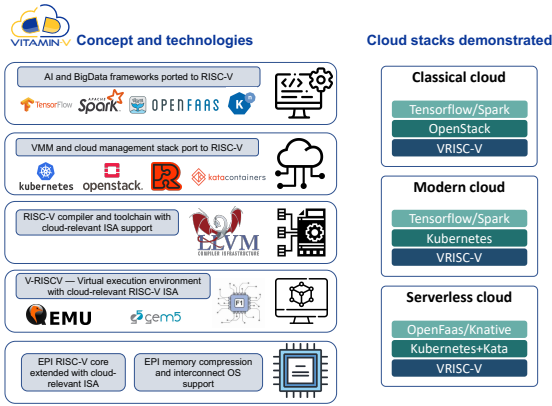 VITAMIN-V
Concept and technologies
Cloud stacks demonstrated
AI and BigData frameworks ported to RISC-V
TensorFlow
APACHE
Spark
OPENFAAS
K
VMM and cloud management stack port to RISC-V
kubernetes
openstack.
katacontainers
RISC-V compiler and toolchain with
cloud-relevant ISA support
LLVM
COMPILER INFRASTRUCTURE
V-RISCV — Virtual execution environment
with cloud-relevant RISC-V ISA
QEMU
gem5
F1
EPI RISC-V core
extended with cloud-
relevant ISA
EPI memory compression
and interconnect OS
support
Classical cloud
Tensorflow/Spark
OpenStack
VRISC-V
Modern cloud
Tensorflow/Spark
Kubernetes
VRISC-V
Serverless cloud
OpenFaas/Knative
Kubernetes+Kata
VRISC-V